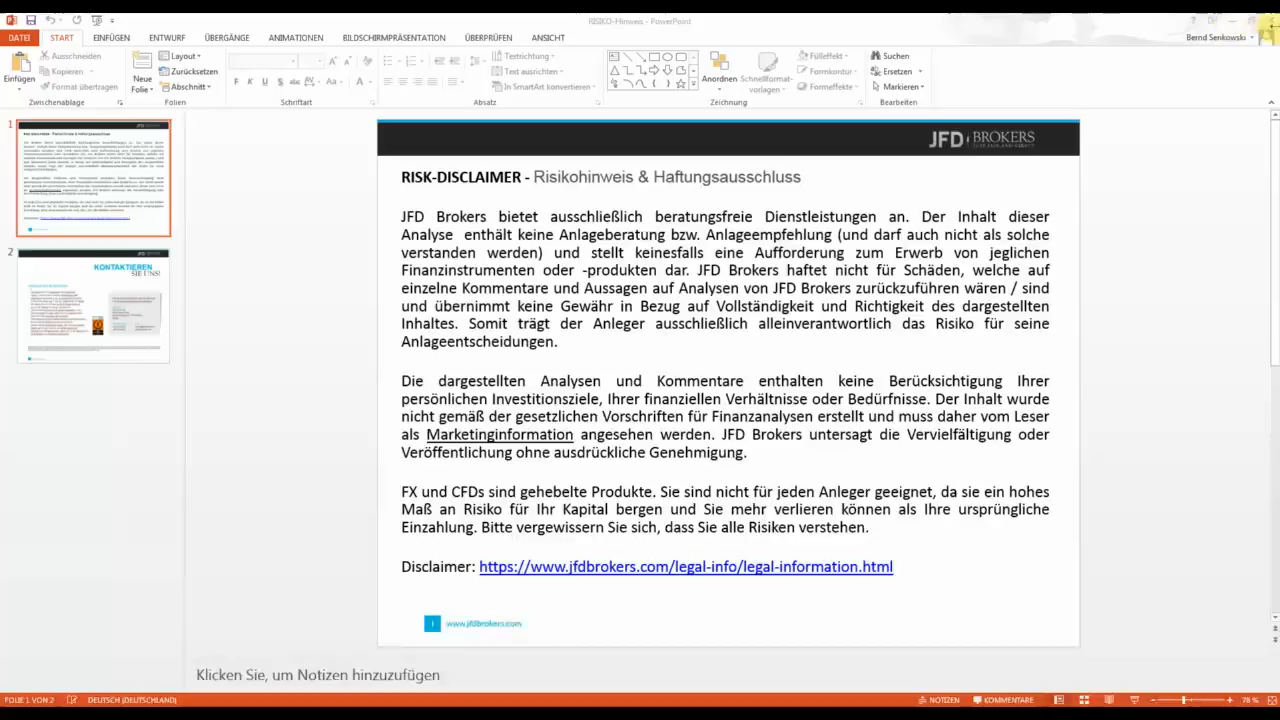 RISIKO-Hinweis - PowerPoint
DATEI START EINFÜGEN ENTWURF ÜBERGÄNGE ANIMATIONEN BILDSCHIRMPRÄSENTATION ÜBERPRÜFEN ANSICHT
Bernd Senkowski
Einfügen
Ausschneiden
Kopieren
Format übertragen
Zwischenablage
Neue Folie
Layout
Zurücksetzen
Abschnitt
Folien
F K U S abc AV Aa A
Schriftart
Textrichtung
Text ausrichten
In SmartArt konvertieren
Absatz
Anordnen
Schnellformat-
vorlagen
Fülleffekt
Formkontur
Formeffekte
Zeichnung
Suchen
Ersetzen
Markieren
Bearbeiten
1
2
KONTAKTIEREN
SIE UNS!
JFD BROKERS
RISK-DISCLAIMER - Risikohinweis & Haftungsausschluss
JFD Brokers bietet ausschließlich beratungsfreie Dienstleistungen an. Der Inhalt dieser
Analyse enthält keine Anlageberatung bzw. Anlageempfehlung (und darf auch nicht als solche
verstanden werden) und stellt keinesfalls eine Aufforderung zum Erwerb von jeglichen
Finanzinstrumenten oder -produkten dar. JFD Brokers haftet nicht für Schäden, welche auf
einzelne Kommentare und Aussagen auf Analysen von JFD Brokers zurückzuführen wären / sind
und übernimmt keine Gewähr in Bezug auf Vollständigkeit und Richtigkeit des dargestellten
Inhaltes. Somit trägt der Anleger ausschließlich alleinverantwortlich das Risiko für seine
Anlageentscheidungen.
Die dargestellten Analysen und Kommentare enthalten keine Berücksichtigung Ihrer
persönlichen Investitionsziele, Ihrer finanziellen Verhältnisse oder Bedürfnisse. Der Inhalt wurde
nicht gemäß der gesetzlichen Vorschriften für Finanzanalysen erstellt und muss daher vom Leser
als Marketinginformation angesehen werden. JFD Brokers untersagt die Vervielfältigung oder
Veröffentlichung ohne ausdrückliche Genehmigung.
FX und CFDs sind gehebelte Produkte. Sie sind nicht für jeden Anleger geeignet, da sie ein hohes
Maß an Risiko für Ihr Kapital bergen und Sie mehr verlieren können als Ihre ursprüngliche
Einzahlung. Bitte vergewissern Sie sich, dass Sie alle Risiken verstehen.
Disclaimer: https://www.jfdbrokers.com/legal-info/legal-information.html
1 www.jfdbrokers.com
Klicken Sie, um Notizen hinzuzufügen
FOLIE 1 VON 2 DEUTSCH (DEUTSCHLAND) NOTIZEN KOMMENTARE 78 %